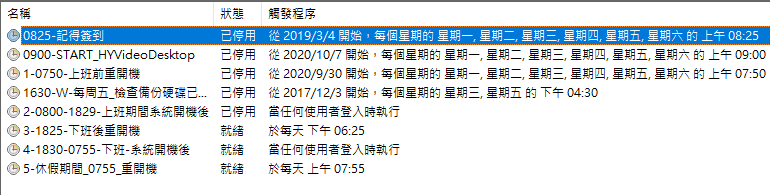 名稱 狀態 觸發程序
0825-記得簽到 已停用 從 2019/3/4 開始，每個星期的 星期一, 星期二, 星期三, 星期四, 星期五, 星期六 的 上午 08:25
0900-START_HYVideoDesktop 已停用 從 2020/10/7 開始，每個星期的 星期一, 星期二, 星期三, 星期四, 星期五, 星期六 的 上午 09:00
1-0750-上班前重開機 已停用 從 2020/9/30 開始，每個星期的 星期一, 星期二, 星期三, 星期四, 星期五, 星期六 的 上午 07:50
1630-W-每周五_檢查備份硬碟已... 已停用 從 2017/12/3 開始，每個星期的 星期三, 星期五 的 下午 04:30
2-0800-1829-上班期間系統開機後 已停用 當任何使用者登入時執行
3-1825-下班後重開機 就緒 於每天 下午 06:25
4-1830-0755-下班-系統開機後 就緒 當任何使用者登入時執行
5-休假期間_0755_重開機 就緒 於每天 上午 07:55